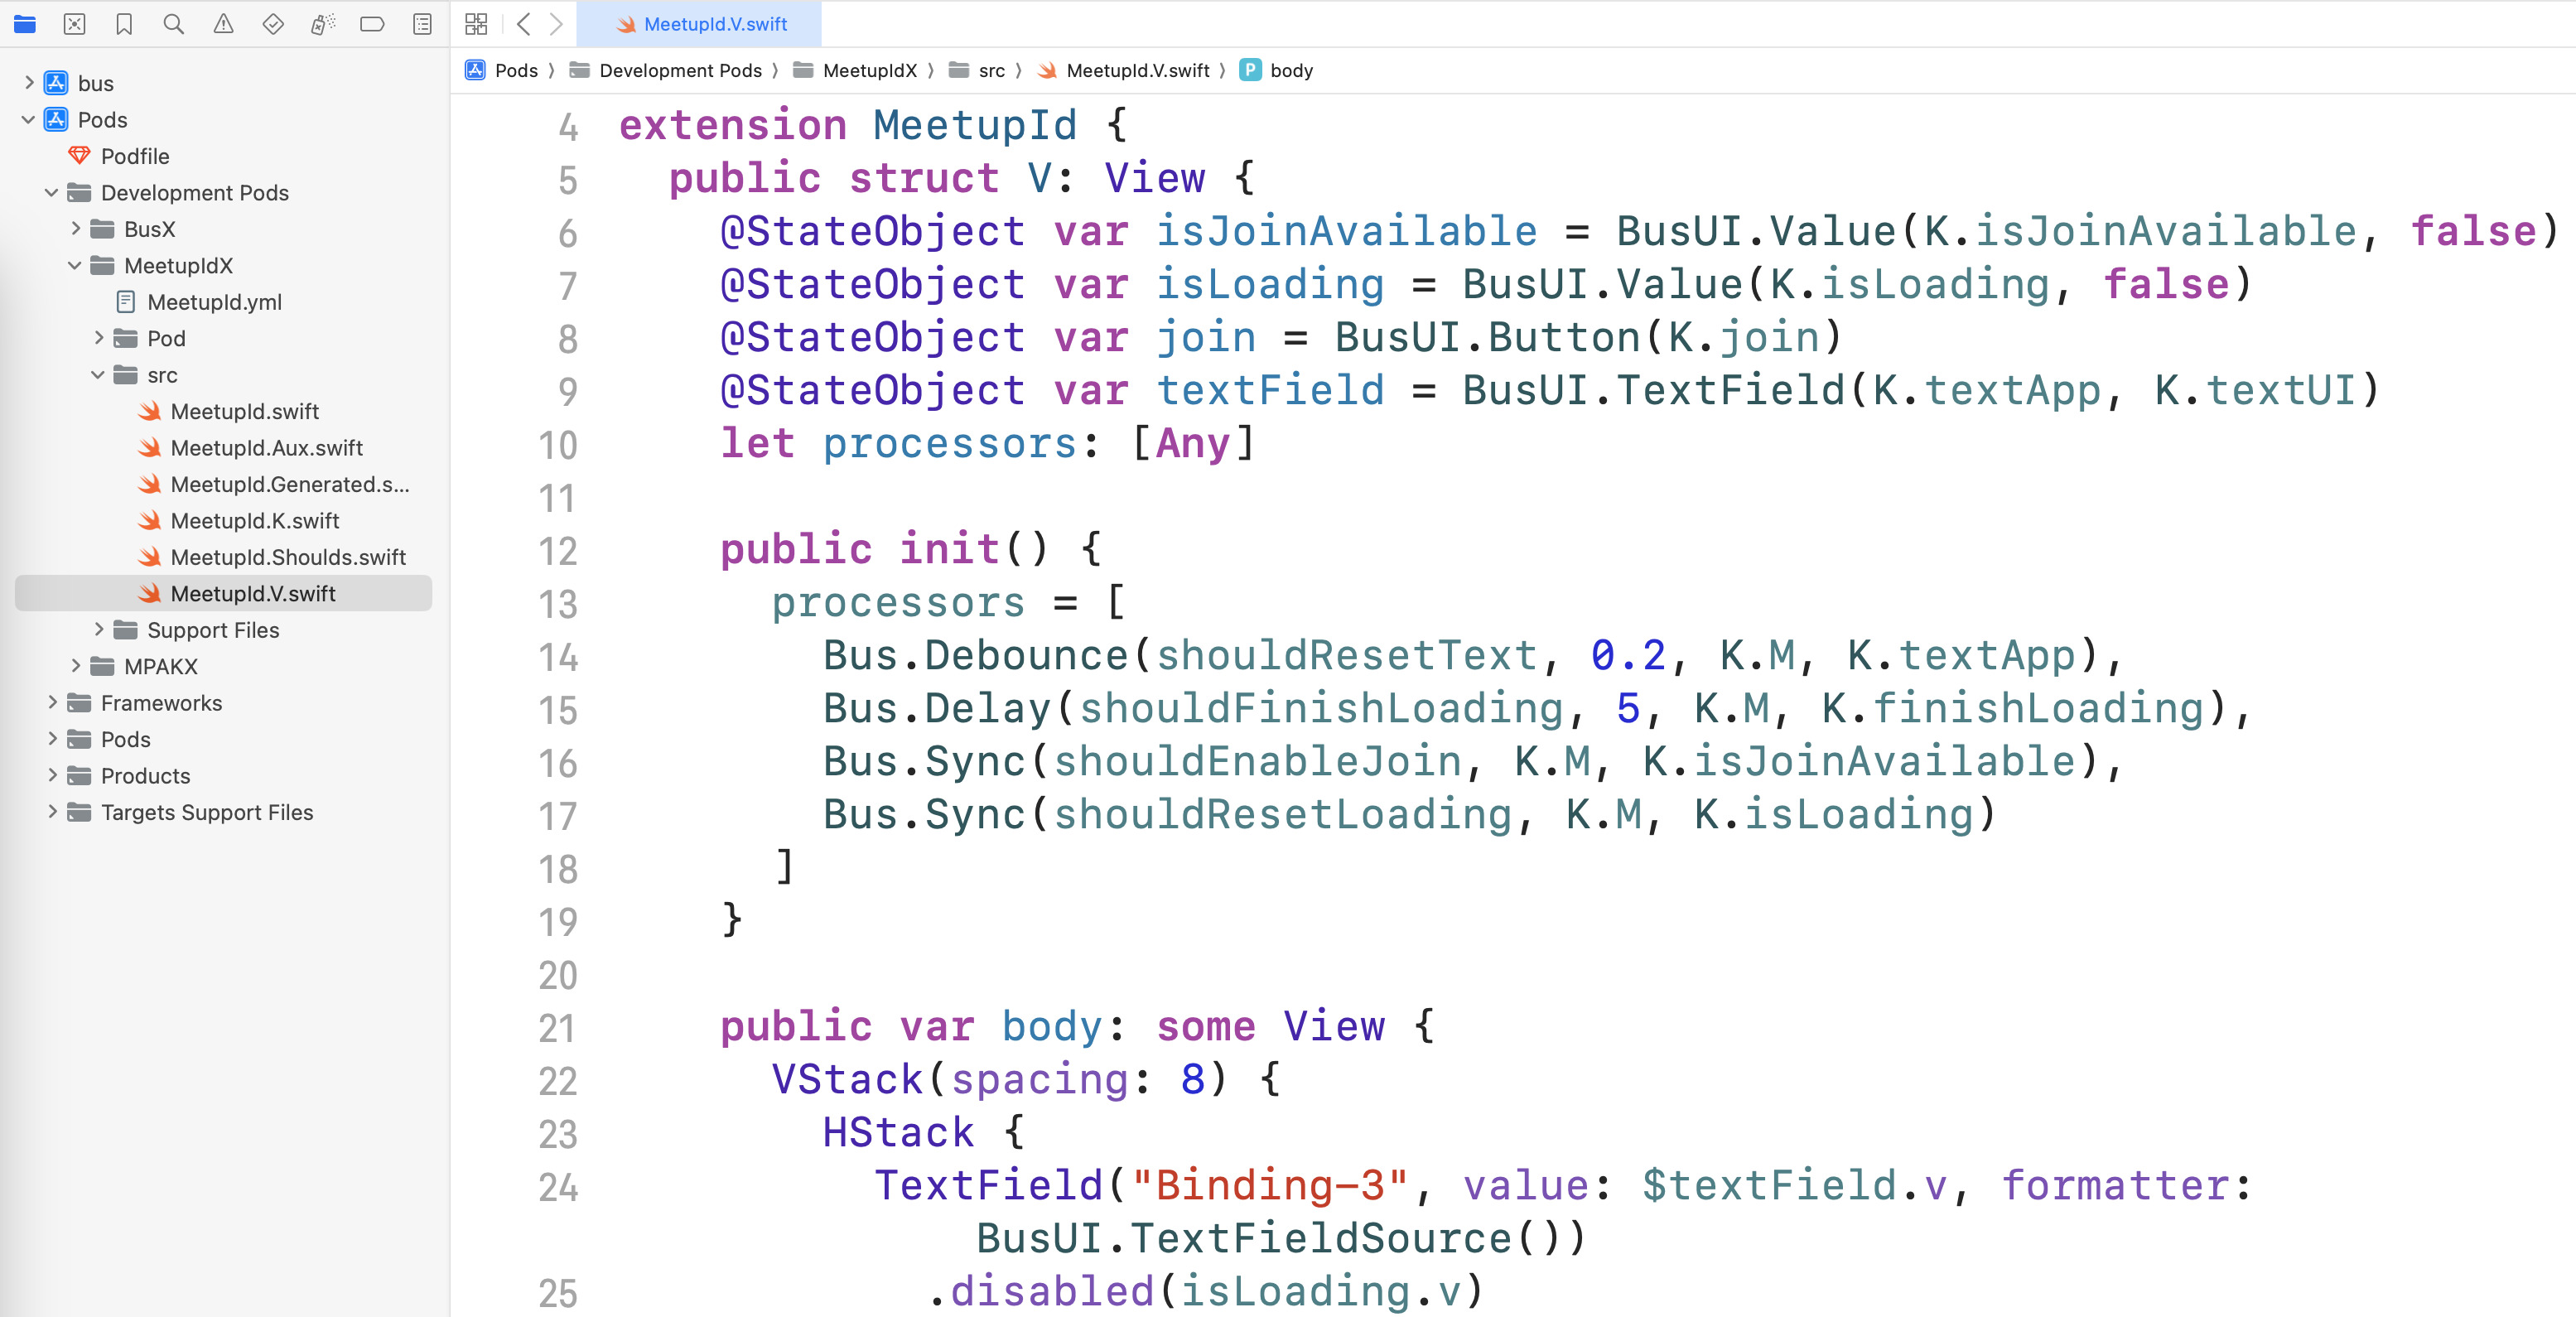 MeetupId.V.swift
Pods 〉 Development Pods 〉 MeetupIdX 〉 src 〉 MeetupId.V.swift 〉 P body
bus
Pods
Podfile
Development Pods
BusX
MeetupIdX
MeetupId.yml
Pod
src
MeetupId.swift
MeetupId.Aux.swift
MeetupId.Generated.s...
MeetupId.K.swift
MeetupId.Shoulds.swift
MeetupId.V.swift
Support Files
MPAKX
Frameworks
Pods
Products
Targets Support Files
4 extension MeetupId {
5 public struct V: View {
6 @StateObject var isJoinAvailable = BusUI.Value(K.isJoinAvailable, false)
7 @StateObject var isLoading = BusUI.Value(K.isLoading, false)
8 @StateObject var join = BusUI.Button(K.join)
9 @StateObject var textField = BusUI.TextField(K.textApp, K.textUI)
10 let processors: [Any]
11
12 public init() {
13 processors = [
14 Bus.Debounce(shouldResetText, 0.2, K.M, K.textApp),
15 Bus.Delay(shouldFinishLoading, 5, K.M, K.finishLoading),
16 Bus.Sync(shouldEnableJoin, K.M, K.isJoinAvailable),
17 Bus.Sync(shouldResetLoading, K.M, K.isLoading)
18 ]
19 }
20
21 public var body: some View {
22 VStack(spacing: 8) {
23 HStack {
24 TextField("Binding-3", value: $textField.v, formatter:
BusUI.TextFieldSource())
25 .disabled(isLoading.v)